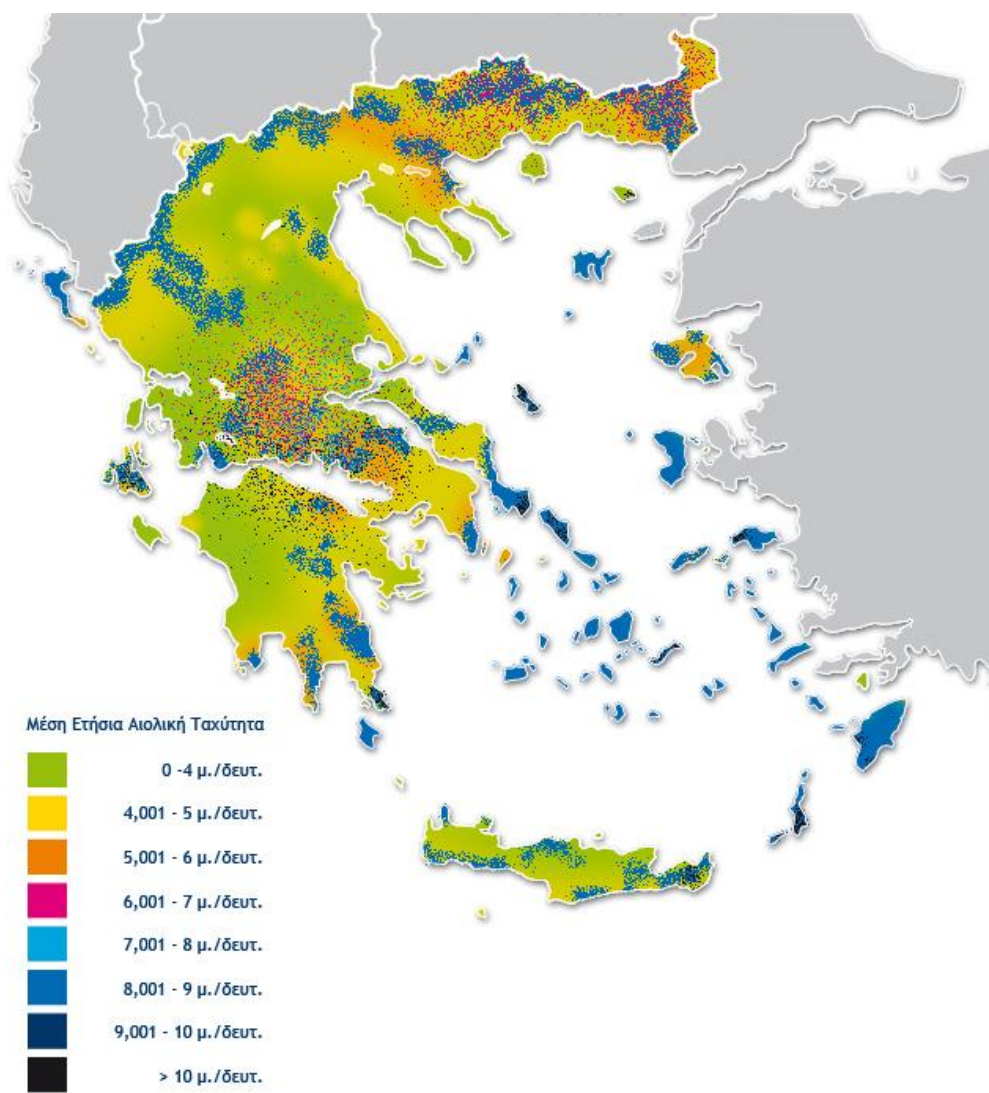 Μέση Ετήσια Αιολική Ταχύτητα
0 -4 μ./δευτ.
4,001 - 5 μ./δευτ.
5,001 - 6 μ./δευτ.
6,001 - 7 μ./δευτ.
7,001 - 8 μ./δευτ.
8,001 - 9 μ./δευτ.
9,001 - 10 μ./δευτ.
> 10 μ./δευτ.